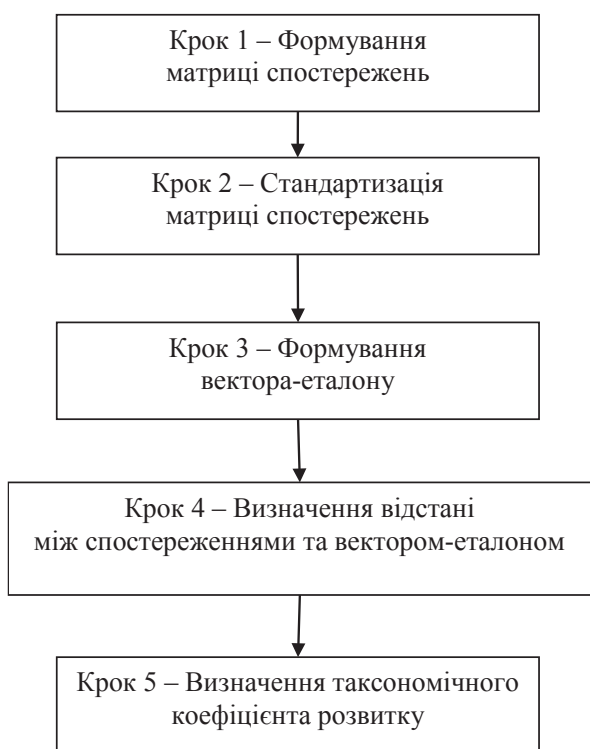 Крок 1 – Формування
матриці спостережень
Крок 2 – Стандартизація
матриці спостережень
Крок 3 – Формування
вектора-еталону
Крок 4 – Визначення відстані
між спостереженнями та вектором-еталоном
Крок 5 – Визначення таксономічного
коефіцієнта розвитку